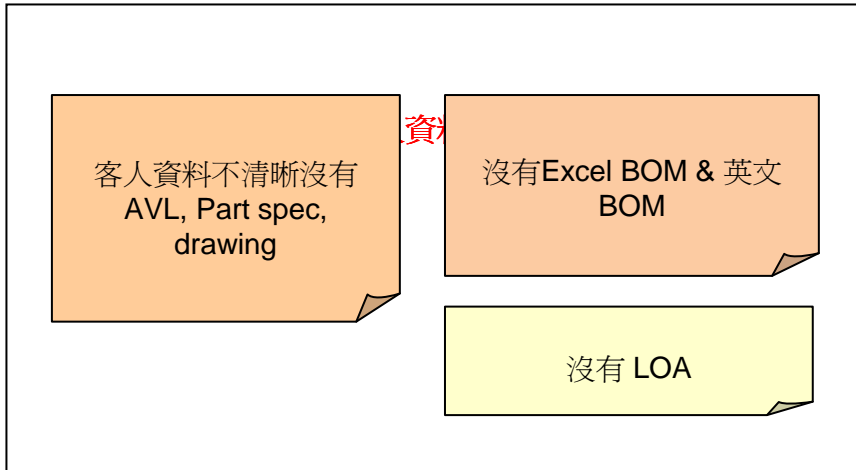 客人資料不清晰沒有
AVL, Part spec,
drawing
資
沒有Excel BOM & 英文
BOM
沒有 LOA